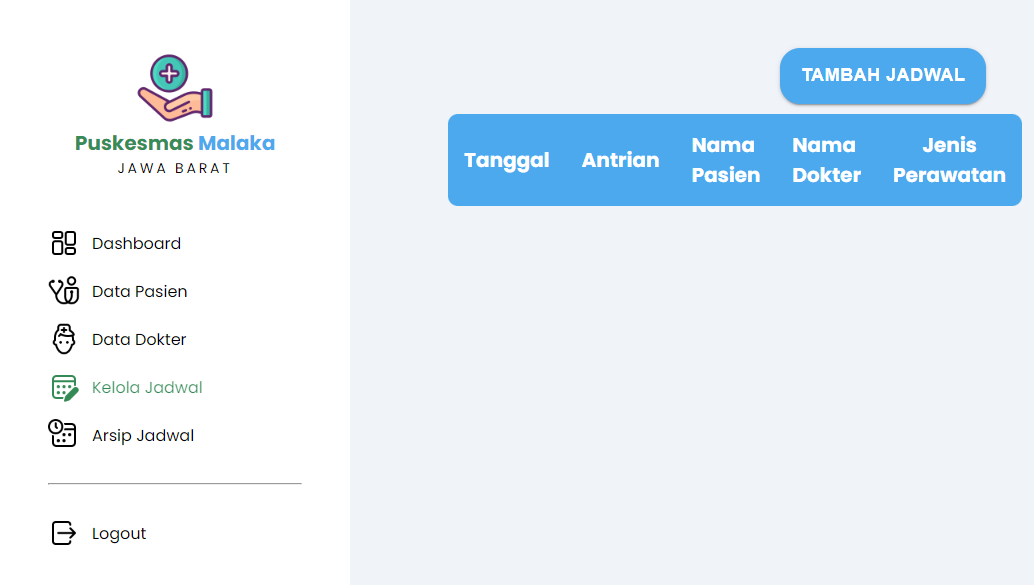 Puskesmas Malaka
JAWA BARAT
Dashboard
Data Pasien
Data Dokter
Kelola Jadwal
Arsip Jadwal
Logout
TAMBAH JADWAL
Tanggal
Antrian
Nama
Pasien
Nama
Dokter
Jenis
Perawatan